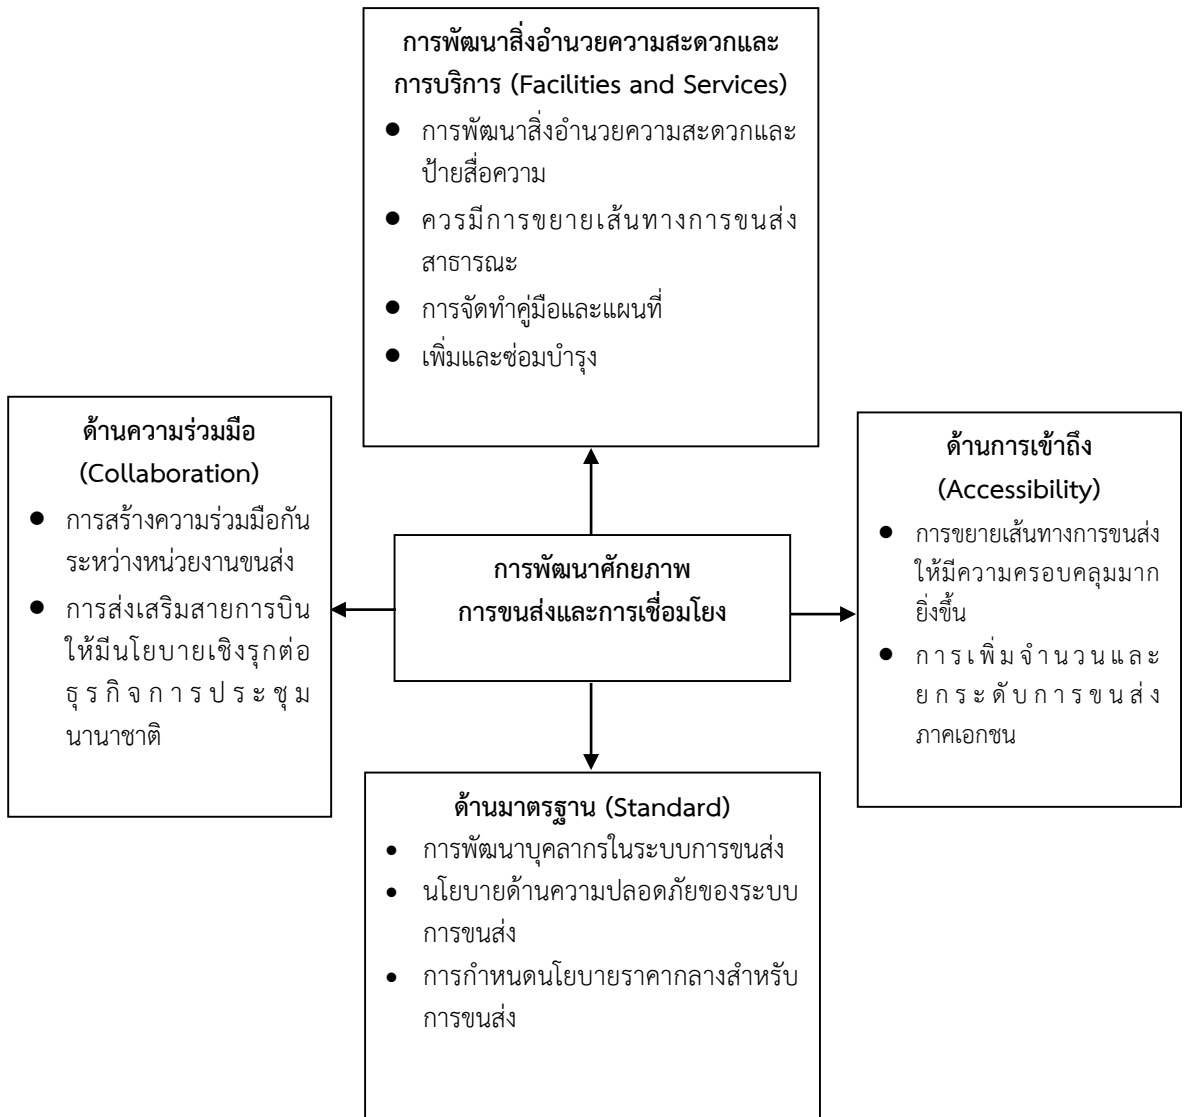 การพัฒนาสิ่งอำนวยความสะดวกและ
การบริการ (Facilities and Services)
● การพัฒนาสิ่งอำนวยความสะดวกและ
ป้ายสื่อความ
● ควรมีการขยายเส้นทางการขนส่ง
สาธารณะ
● การจัดทำคู่มือและแผนที่
● เพิ่มและซ่อมบำรุง
ด้านความร่วมมือ
(Collaboration)
● การสร้างความร่วมมือกัน
ระหว่างหน่วยงานขนส่ง
● การส่งเสริมสายการบิน
ให้มีนโยบายเชิงรุกต่อ
ธุรกิจการประชุม
นานาชาติ
การพัฒนาศักยภาพ
การขนส่งและการเชื่อมโยง
ด้านการเข้าถึง
(Accessibility)
● การขยายเส้นทางการขนส่ง
ให้มีความครอบคลุมมาก
ยิ่งขึ้น
● การเพิ่มจำนวนและ
ยกระดับการขนส่ง
ภาคเอกชน
ด้านมาตรฐาน (Standard)
● การพัฒนาบุคลากรในระบบการขนส่ง
● นโยบายด้านความปลอดภัยของระบบ
การขนส่ง
● การกำหนดนโยบายราคากลางสำหรับ
การขนส่ง